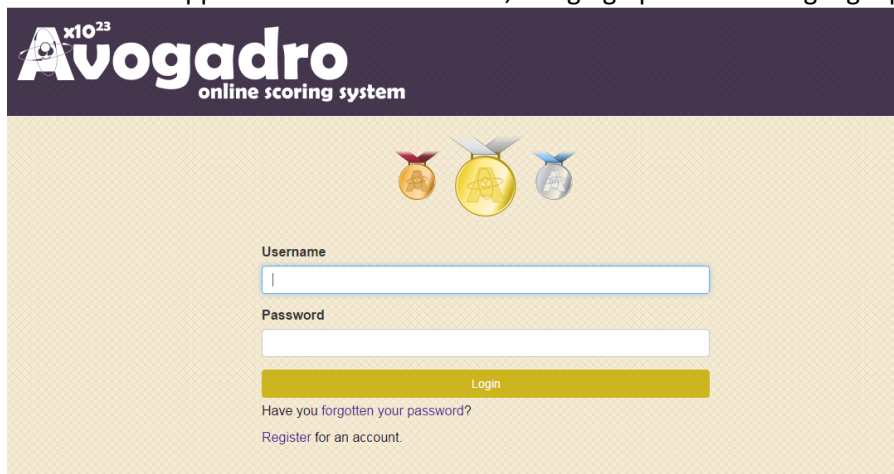 x10²³
Avogadro
online scoring system
Username
Password
Login
Have you forgotten your password?
Register for an account.